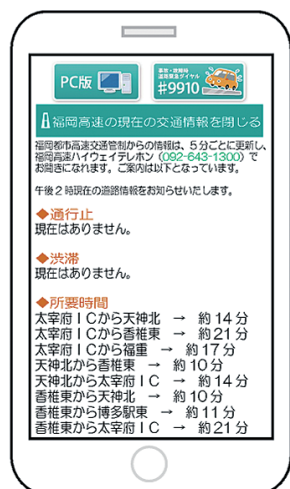 PC版
事故・故障時
道路緊急ダイヤル
#9910
福岡高速の現在の交通情報を閉じる
福岡都市高速交通管制からの情報は、5分ごとに更新し、
福岡高速ハイウェイテレホン（092-643-1300）で
お聞きになれます。ご案内は以下となっています。
午後2時現在の道路情報をお知らせいたします。
◆通行止
現在はありません。
◆渋滞
現在はありません。
◆所要時間
太宰府ICから天神北 → 約14分
太宰府ICから香椎東 → 約21分
太宰府ICから福重 → 約17分
天神北から香椎東 → 約10分
天神北から太宰府IC → 約14分
香椎東から天神北 → 約10分
香椎東から博多駅東 → 約11分
香椎東から太宰府IC → 約21分